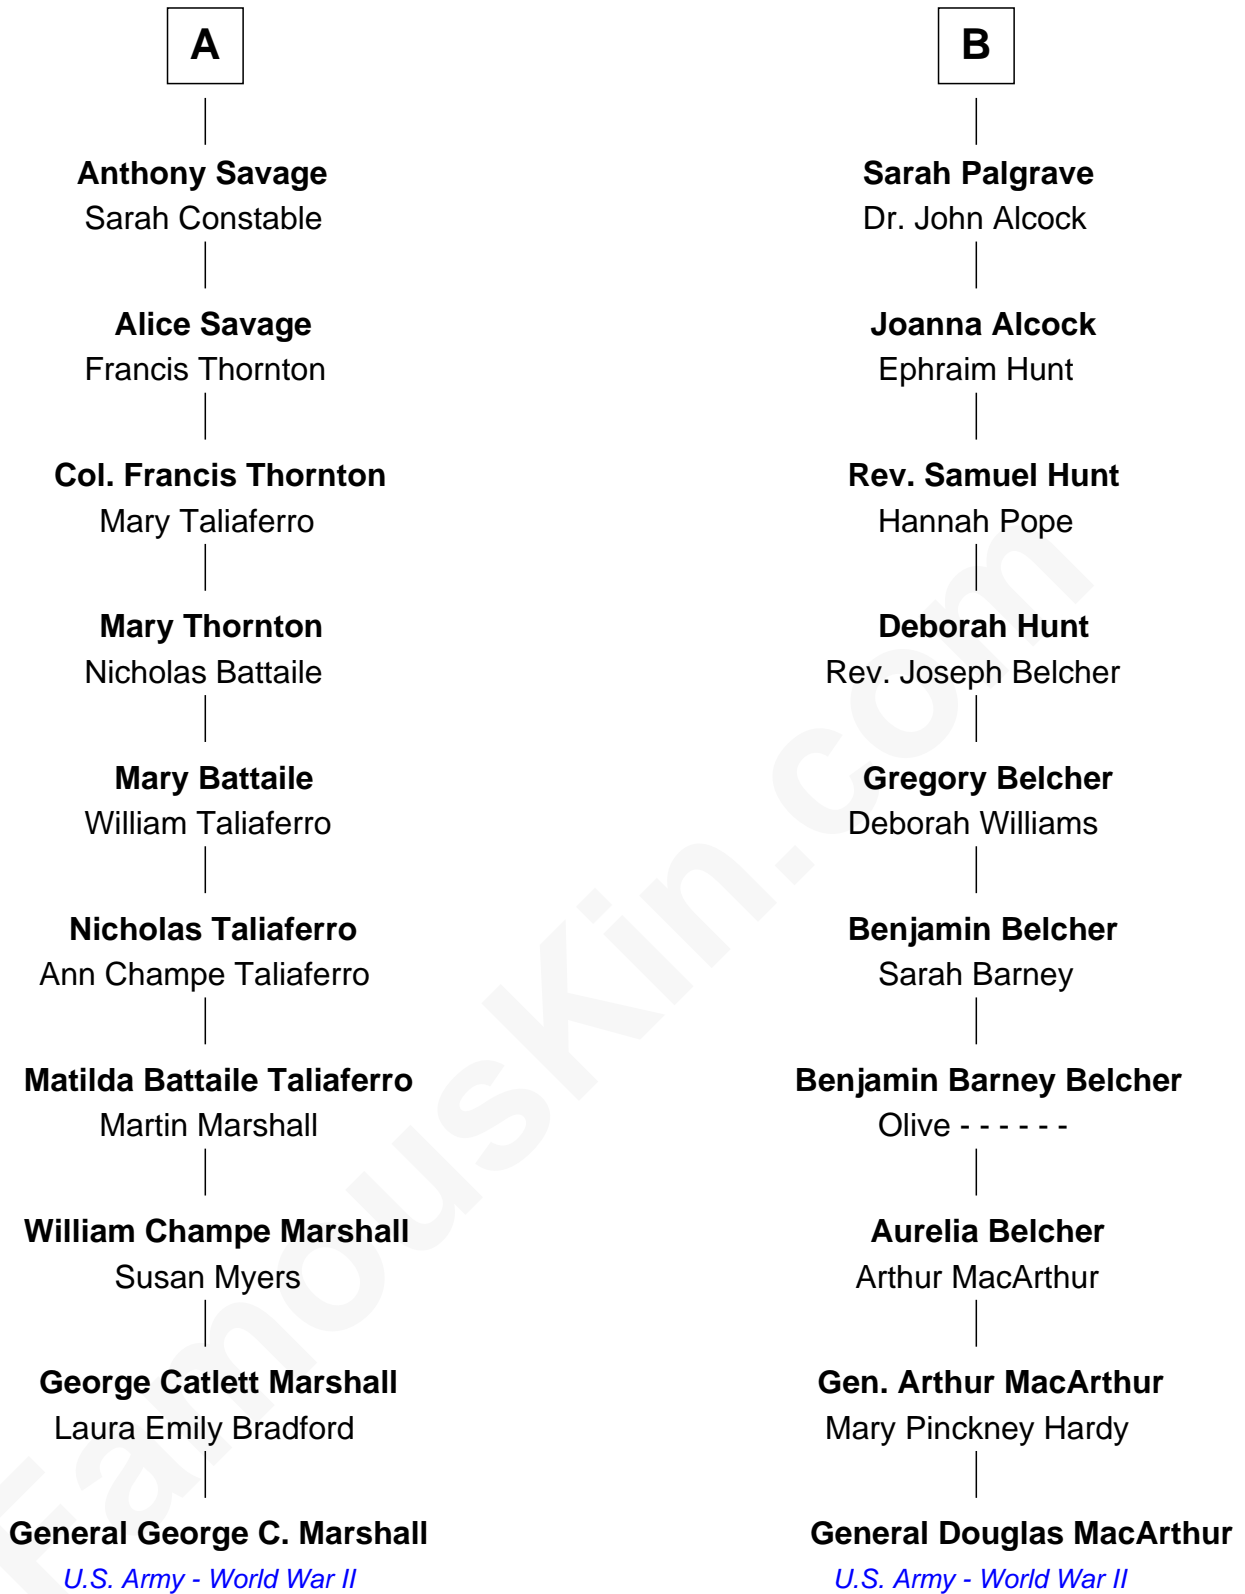 A
Anthony Savage
Sarah Constable
Alice Savage
Francis Thornton
Col. Francis Thornton
Mary Taliaferro
Mary Thornton
Nicholas Battaile
Mary Battaile
William Taliaferro
Nicholas Taliaferro
Ann Champe Taliaferro
Matilda Battaile Taliaferro
Martin Marshall
William Champe Marshall
Susan Myers
George Catlett Marshall
Laura Emily Bradford
General George C. Marshall
U.S. Army - World War II
B
Sarah Palgrave
Dr. John Alcock
Joanna Alcock
Ephraim Hunt
Rev. Samuel Hunt
Hannah Pope
Deborah Hunt
Rev. Joseph Belcher
Gregory Belcher
Deborah Williams
Benjamin Belcher
Sarah Barney
Benjamin Barney Belcher
Olive - - - - - -
Aurelia Belcher
Arthur MacArthur
Gen. Arthur MacArthur
Mary Pinckney Hardy
General Douglas MacArthur
U.S. Army - World War II
FamousKin.com